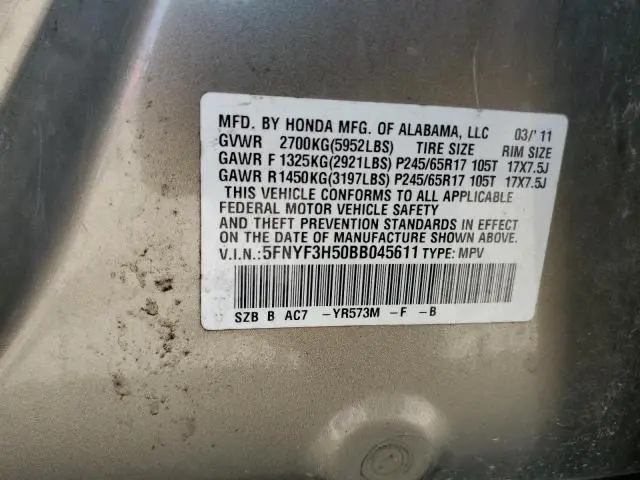 MFD. BY HONDA MFG. OF ALABAMA, LLC 03/'11
GVWR 2700KG(5952LBS) TIRE SIZE RIM SIZE
GAWR F 1325KG(2921LBS) P245/65R17 105T 17X7.5J
GAWR R1450KG(3197LBS) P245/65R17 105T 17X7.5J
THIS VEHICLE CONFORMS TO ALL APPLICABLE
FEDERAL MOTOR VEHICLE SAFETY
AND THEFT PREVENTION STANDARDS IN EFFECT
ON THE DATE OF MANUFACTURE SHOWN ABOVE.
V.I.N.:5FNYF3H50BB045611 TYPE: MPV
SZB B AC7 -YR573M -F -B